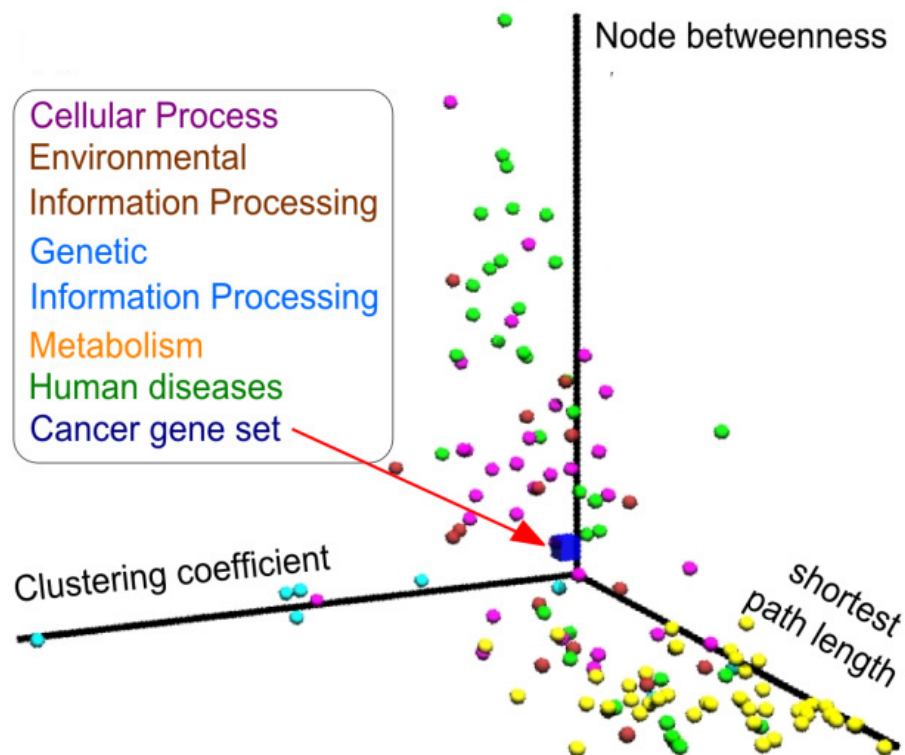 Node betweenness
Cellular Process
Environmental
Information Processing
Genetic
Information Processing
Metabolism
Human diseases
Cancer gene set
Clustering coefficient
shortest
path length